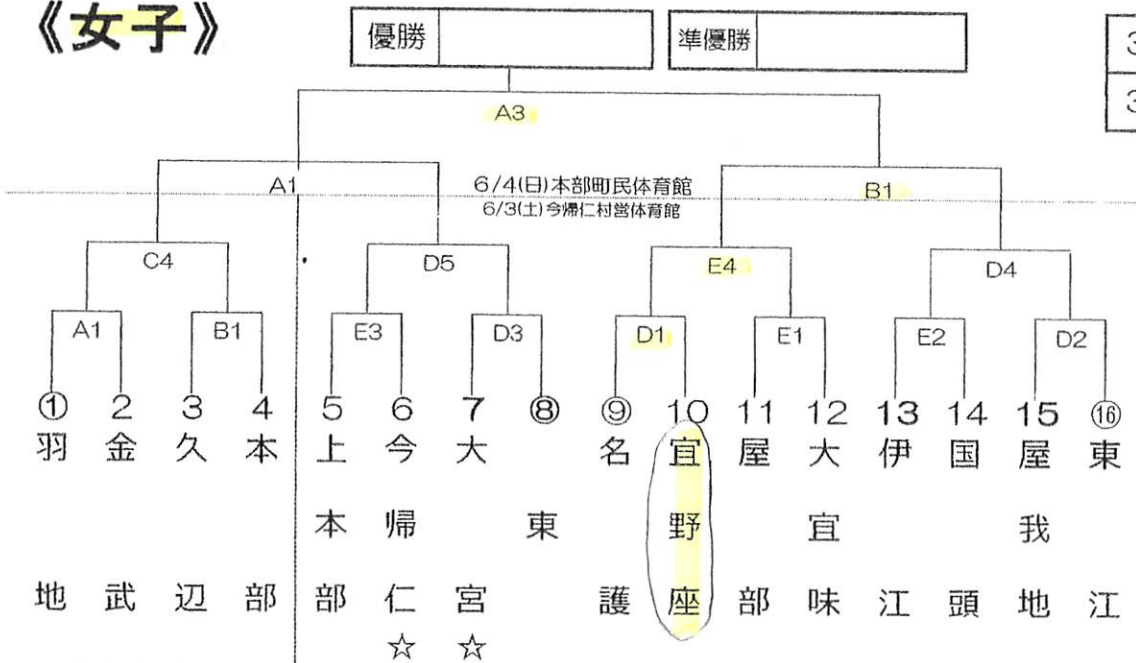 《女子》
優勝
準優勝
3
3
A3
A1
6/4(日)本部町民体育館
B1
6/3(土)今帰仁村営体育館
C4
D5
E4
D4
A1
B1
E3
D3
D1
E1
E2
D2
① 2 3 4 5 6 7 ⑧ ⑨ 10 11 12 13 14 15 ⑯
羽地
金武
久辺
本部
上本部
今帰仁☆
大宮☆
東
名護
宜野座
屋部
大宜味
伊江
国頭
屋我地
東江